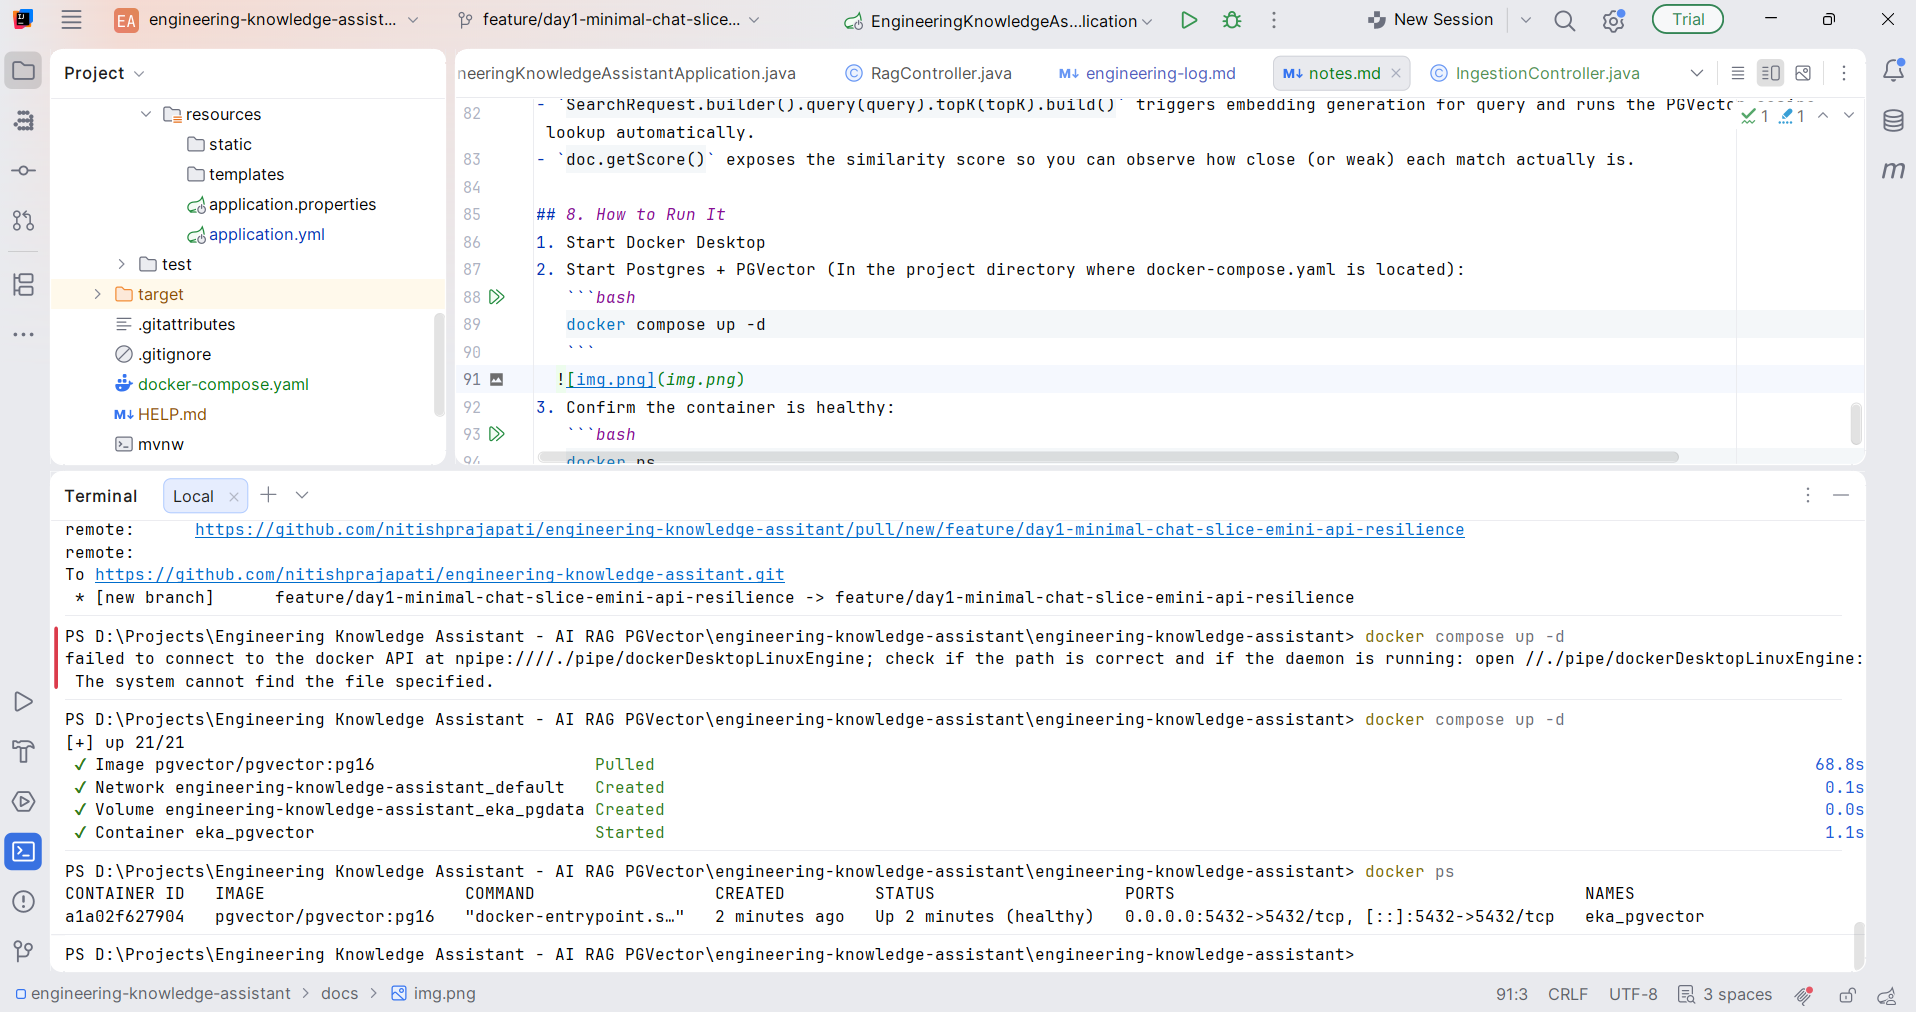 EA engineering-knowledge-assist... feature/day1-minimal-chat-slice... EngineeringKnowledgeAs...lication New Session Trial
Project
resources
static
templates
application.properties
application.yml
test
target
.gitattributes
.gitignore
docker-compose.yaml
M↓ HELP.md
mvnw
neeringKnowledgeAssistantApplication.java © RagController.java M↓ engineering-log.md M↓ notes.md © IngestionController.java
82 - `SearchRequest.builder().query(query).topK(topK).build()` triggers embedding generation for query and runs the PGVector
lookup automatically.
1 1
83 - `doc.getScore()` exposes the similarity score so you can observe how close (or weak) each match actually is.
84
85 ## 8. How to Run It
86 1. Start Docker Desktop
87 2. Start Postgres + PGVector (In the project directory where docker-compose.yaml is located):
88 ```bash
89 docker compose up -d
90 ```
91 ![img.png](img.png)
92 3. Confirm the container is healthy:
93 ```bash
94 docker ps
Terminal Local
remote: https://github.com/nitishprajapati/engineering-knowledge-assitant/pull/new/feature/day1-minimal-chat-slice-emini-api-resilience
remote:
To https://github.com/nitishprajapati/engineering-knowledge-assitant.git
* [new branch] feature/day1-minimal-chat-slice-emini-api-resilience -> feature/day1-minimal-chat-slice-emini-api-resilience
PS D:\Projects\Engineering Knowledge Assistant - AI RAG PGVector\engineering-knowledge-assistant\engineering-knowledge-assistant> docker compose up -d
failed to connect to the docker API at npipe:////./pipe/dockerDesktopLinuxEngine; check if the path is correct and if the daemon is running: open //./pipe/dockerDesktopLinuxEngine:
The system cannot find the file specified.
PS D:\Projects\Engineering Knowledge Assistant - AI RAG PGVector\engineering-knowledge-assistant\engineering-knowledge-assistant> docker compose up -d
[+] up 21/21
✓ Image pgvector/pgvector:pg16 Pulled 68.8s
✓ Network engineering-knowledge-assistant_default Created 0.1s
✓ Volume engineering-knowledge-assistant_eka_pgdata Created 0.0s
✓ Container eka_pgvector Started 1.1s
PS D:\Projects\Engineering Knowledge Assistant - AI RAG PGVector\engineering-knowledge-assistant\engineering-knowledge-assistant> docker ps
CONTAINER ID IMAGE COMMAND CREATED STATUS PORTS NAMES
a1a02f627904 pgvector/pgvector:pg16 "docker-entrypoint.s…" 2 minutes ago Up 2 minutes (healthy) 0.0.0.0:5432->5432/tcp, [::]:5432->5432/tcp eka_pgvector
PS D:\Projects\Engineering Knowledge Assistant - AI RAG PGVector\engineering-knowledge-assistant\engineering-knowledge-assistant>
engineering-knowledge-assistant > docs > img.png 91:3 CRLF UTF-8 3 spaces